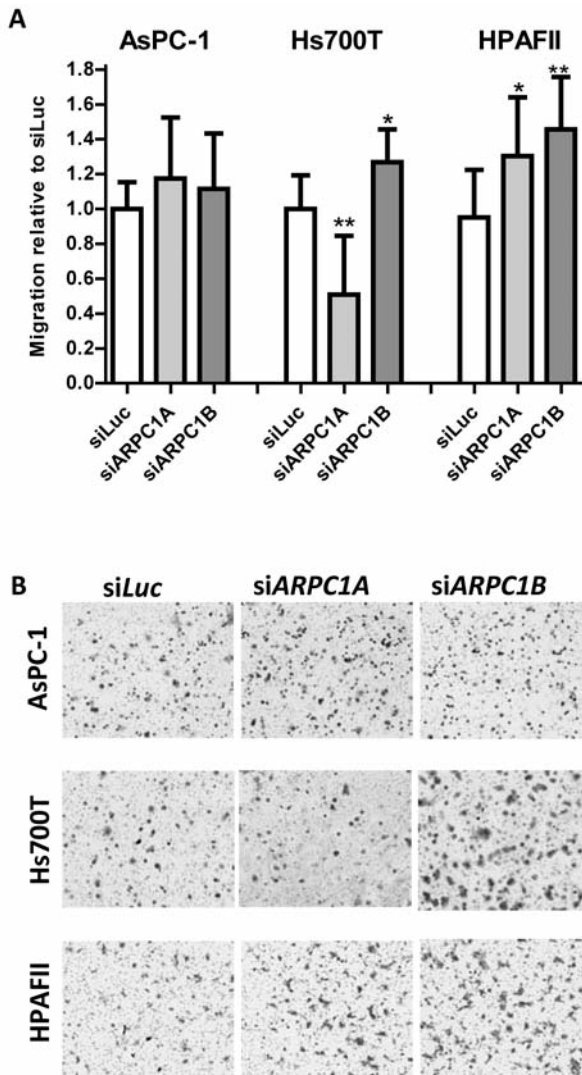 A
AsPC-1 Hs700T HPAFII
Migration relative to siLuc
1.8
1.6
1.4
1.2
1.0
0.8
0.6
0.4
0.2
0.0
** * * **
siLuc siARPC1A siARPC1B siLuc siARPC1A siARPC1B siLuc siARPC1A siARPC1B
B
siLuc siARPC1A siARPC1B
AsPC-1
Hs700T
HPAFII